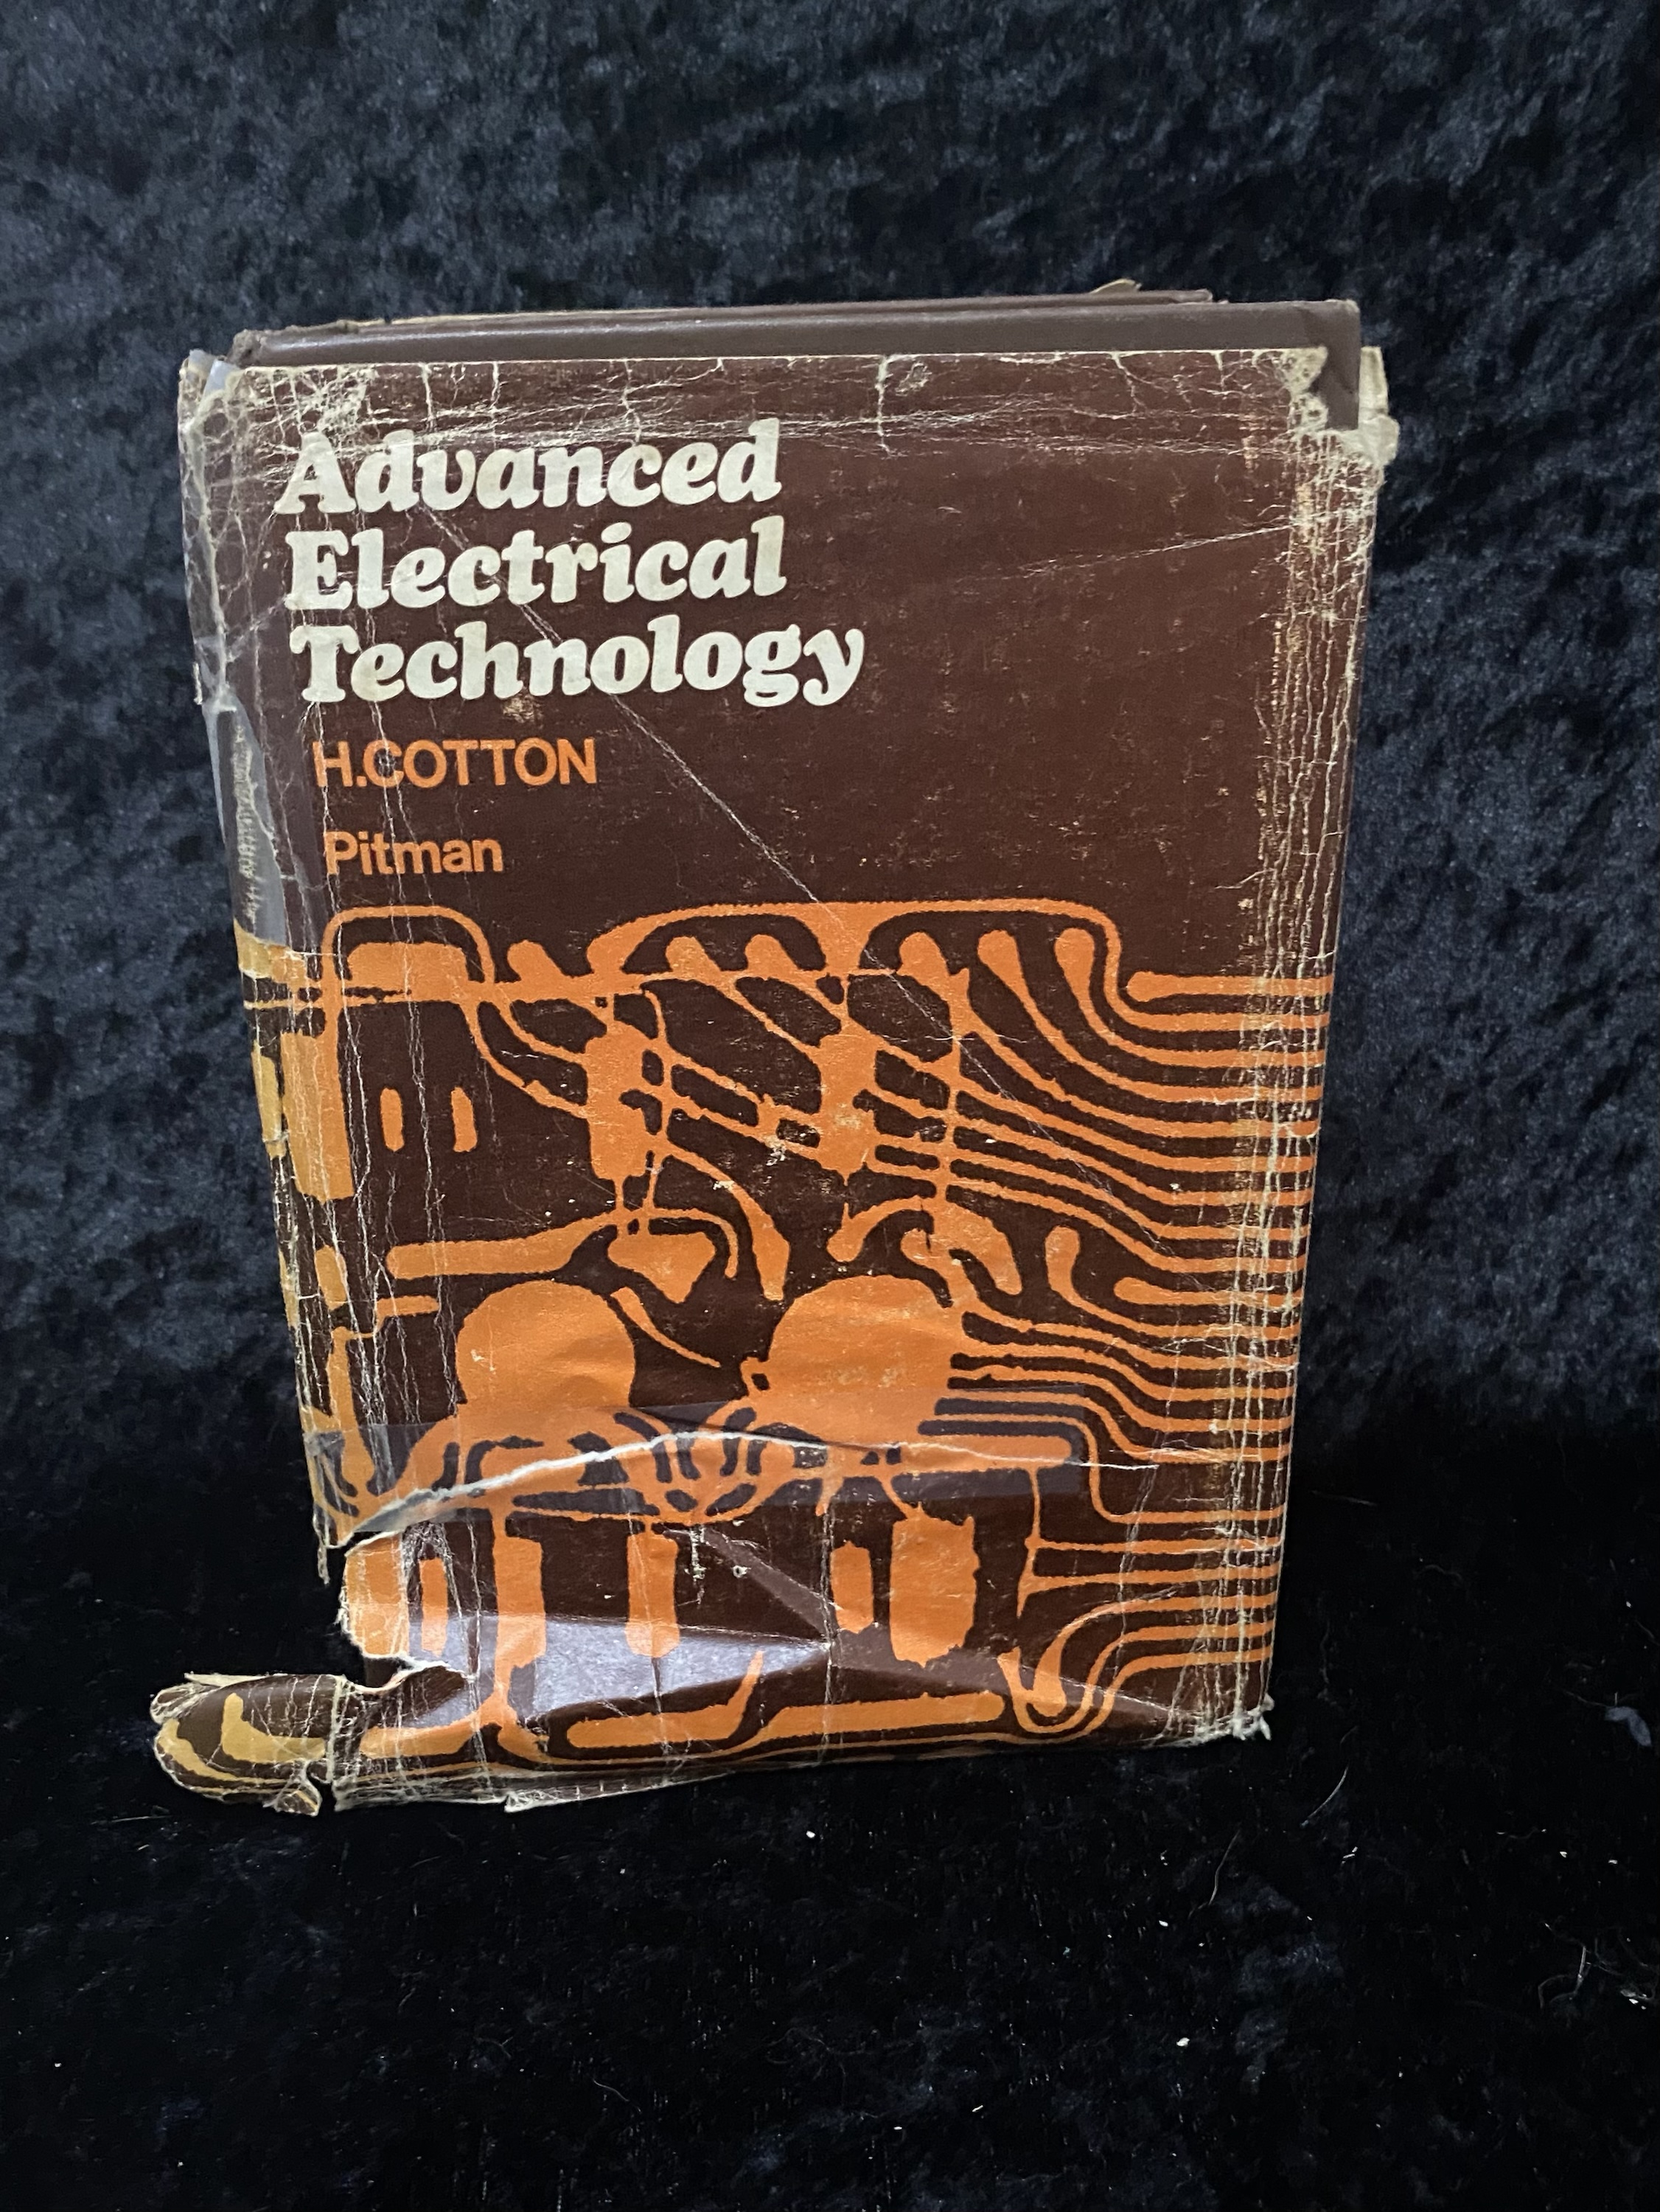 Advanced
Electrical
Technology
H.COTTON
Pitman